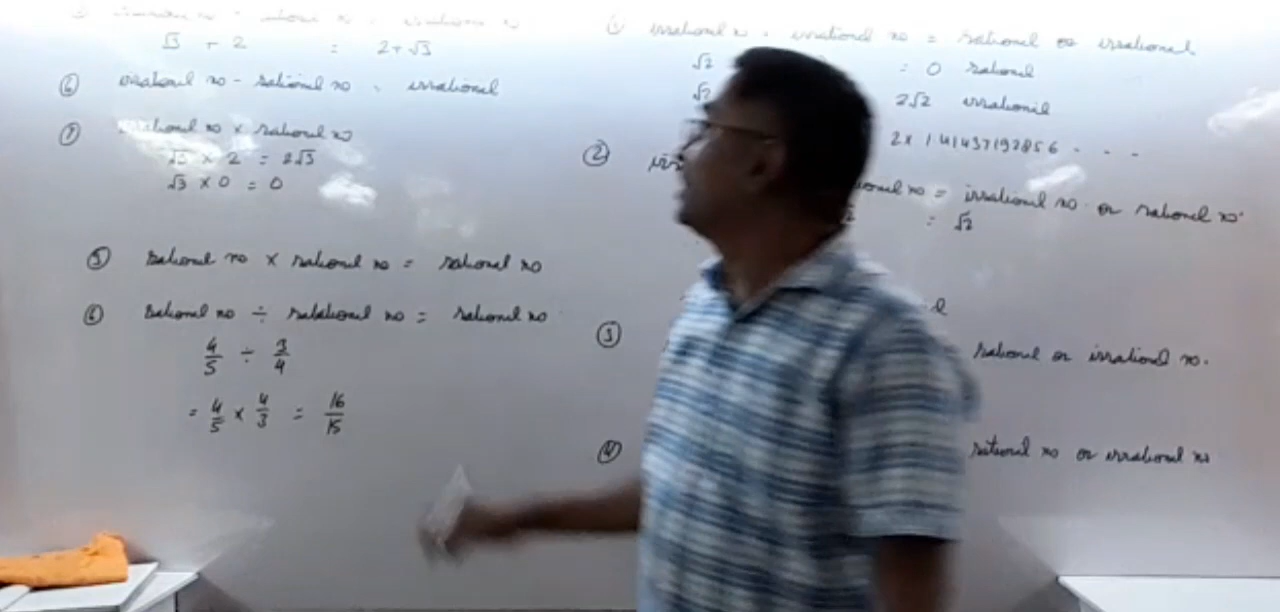 √3 + 2 = 2+√3
⑥ irrational no - rational no = irrational
⑦ irrational no × rational no
√3 × 2 = 2√3
√3 × 0 = 0
⑤ rational no × rational no = rational no
⑥ rational no ÷ ratational no = rational no
4/5 ÷ 3/4
= 4/5 × 4/3 = 16/15
① irrational no + irrational no = rational or irrational
√2 = 0 rational
√2 2√2 irrational
2 × 1.41437192856 . . .
② = irrational no or rational no
= √2
③ rational or irrational no.
④ rational no or irrational no